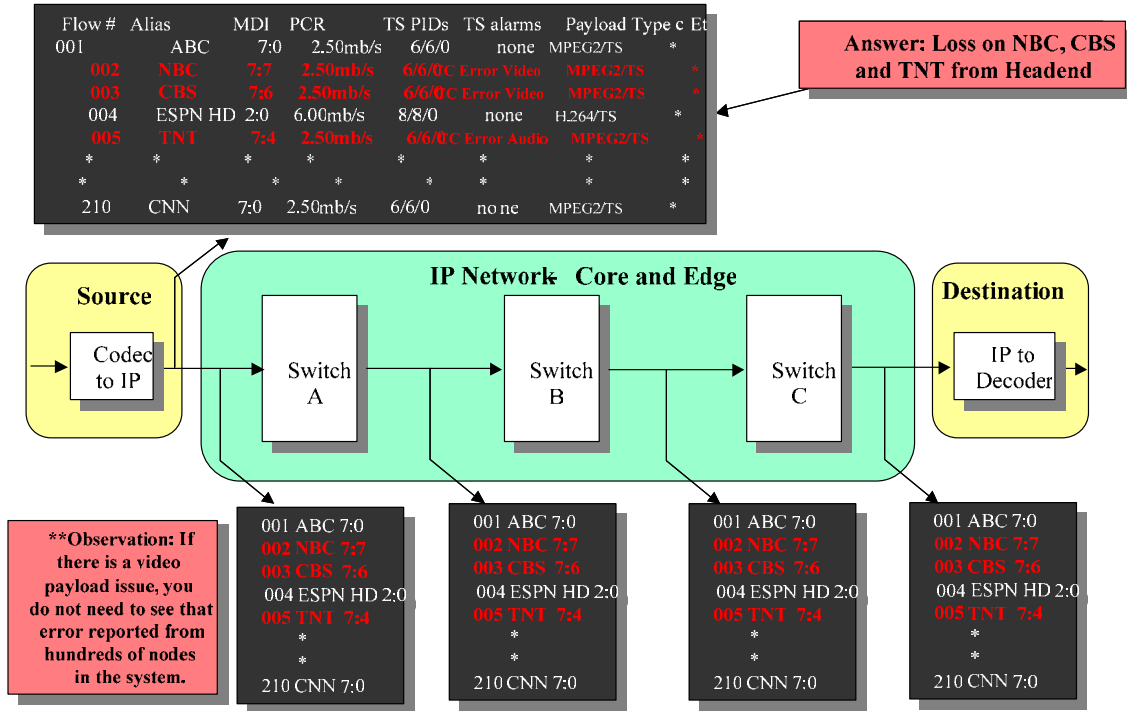 Flow # Alias MDI PCR TS PIDs TS alarms Payload Type c Et
001 ABC 7:0 2.50mb/s 6/6/0 none MPEG2/TS *
002 NBC 7:7 2.50mb/s 6/6/0 CC Error Video MPEG2/TS *
003 CBS 7:6 2.50mb/s 6/6/0 CC Error Video MPEG2/TS *
004 ESPN HD 2:0 6.00mb/s 8/8/0 none H.264/TS *
005 TNT 7:4 2.50mb/s 6/6/0 CC Error Audio MPEG2/TS *
* * * * * * * *
* * * * * * * *
210 CNN 7:0 2.50mb/s 6/6/0 none MPEG2/TS *
Answer: Loss on NBC, CBS
and TNT from Headend
Source
Codec
to IP
IP Network- Core and Edge
Switch
A
Switch
B
Switch
C
Destination
IP to
Decoder
**Observation: If
there is a video
payload issue, you
do not need to see that
error reported from
hundreds of nodes
in the system.
001 ABC 7:0
002 NBC 7:7
003 CBS 7:6
004 ESPN HD 2:0
005 TNT 7:4
*
*
210 CNN 7:0
001 ABC 7:0
002 NBC 7:7
003 CBS 7:6
004 ESPN HD 2:0
005 TNT 7:4
*
*
210 CNN 7:0
001 ABC 7:0
002 NBC 7:7
003 CBS 7:6
004 ESPN HD 2:0
005 TNT 7:4
*
*
210 CNN 7:0
001 ABC 7:0
002 NBC 7:7
003 CBS 7:6
004 ESPN HD 2:0
005 TNT 7:4
*
*
210 CNN 7:0